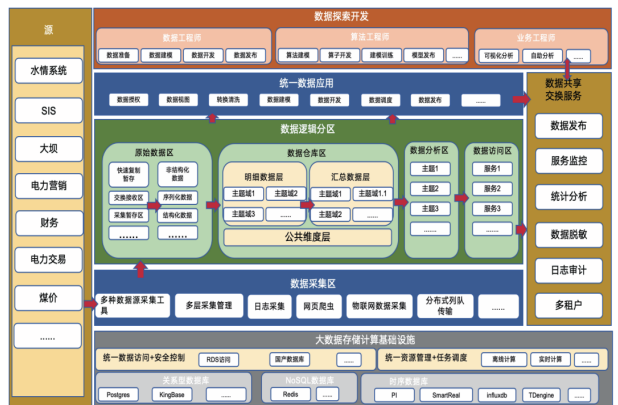 源
水情系统
SIS
大坝
电力营销
财务
电力交易
煤价
......
数据探索开发
数据工程师
数据准备 数据建模 数据开发 数据发布
算法工程师
算法建模 算子开发 建模训练 模型发布 ......
业务工程师
可视化分析 自助分析 ......
统一数据应用
数据授权 数据视图 转换清洗 数据建模 数据开发 数据调度 数据发布 ......
数据逻辑分区
原始数据区
快速复制
暂存
非结构化
数据
交换接收区 序列化数据
采集暂存区 结构化数据
...... ......
数据仓库区
明细数据层
主题域1 主题域2
主题域3 ......
汇总数据层
主题域1 主题域1.1
主题域2 ......
公共维度层
数据分析区
主题1
主题2
主题3
.......
数据访问区
服务1
服务2
服务3
.......
数据采集区
多种数据源采集工
具
多层采集管理
日志采集
网页爬虫
物联网数据采集
分布式列队
传输
......
大数据存储计算基础设施
统一数据访问+安全控制 RDS访问 国产数据库 ......
统一资源管理+任务调度 离线计算 实时计算 ......
关系型数据库
Postgres KingBase ......
NoSQL数据库
Redis ......
时序数据库
PI SmartReal influxdb TDengine ......
数据共享
交换服务
数据发布
服务监控
统计分析
数据脱敏
日志审计
多租户